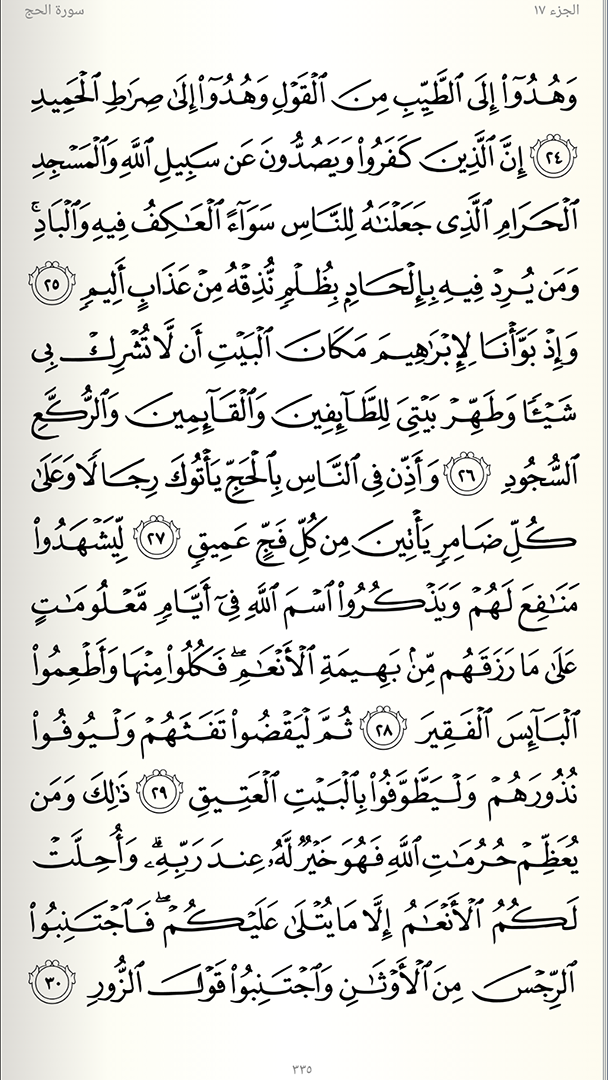 الجزء ١٧
سورة الحج
وَهُدُوٓا۟ إِلَى ٱلطَّيِّبِ مِنَ ٱلْقَوْلِ وَهُدُوٓا۟ إِلَىٰ صِرَٰطِ ٱلْحَمِيدِ
٢٤ إِنَّ ٱلَّذِينَ كَفَرُوا۟ وَيَصُدُّونَ عَن سَبِيلِ ٱللَّهِ وَٱلْمَسْجِدِ
ٱلْحَرَامِ ٱلَّذِى جَعَلْنَٰهُ لِلنَّاسِ سَوَآءً ٱلْعَٰكِفُ فِيهِ وَٱلْبَادِ ۚ
وَمَن يُرِدْ فِيهِ بِإِلْحَادٍۭ بِظُلْمٍ نُّذِقْهُ مِنْ عَذَابٍ أَلِيمٍ ٢٥
وَإِذْ بَوَّأْنَا لِإِبْرَٰهِيمَ مَكَانَ ٱلْبَيْتِ أَن لَّا تُشْرِكْ بِى
شَيْـًٔا وَطَهِّرْ بَيْتِىَ لِلطَّآئِفِينَ وَٱلْقَآئِمِينَ وَٱلرُّكَّعِ
ٱلسُّجُودِ ٢٦ وَأَذِّن فِى ٱلنَّاسِ بِٱلْحَجِّ يَأْتُوكَ رِجَالًا وَعَلَىٰ
كُلِّ ضَامِرٍ يَأْتِينَ مِن كُلِّ فَجٍّ عَمِيقٍ ٢٧ لِّيَشْهَدُوا۟
مَنَٰفِعَ لَهُمْ وَيَذْكُرُوا۟ ٱسْمَ ٱللَّهِ فِىٓ أَيَّامٍ مَّعْلُومَٰتٍ
عَلَىٰ مَا رَزَقَهُم مِّنۢ بَهِيمَةِ ٱلْأَنْعَٰمِ ۖ فَكُلُوا۟ مِنْهَا وَأَطْعِمُوا۟
ٱلْبَآئِسَ ٱلْفَقِيرَ ٢٨ ثُمَّ لْيَقْضُوا۟ تَفَثَهُمْ وَلْيُوفُوا۟
نُذُورَهُمْ وَلْيَطَّوَّفُوا۟ بِٱلْبَيْتِ ٱلْعَتِيقِ ٢٩ ذَٰلِكَ وَمَن
يُعَظِّمْ حُرُمَٰتِ ٱللَّهِ فَهُوَ خَيْرٌ لَّهُۥ عِندَ رَبِّهِۦ ۗ وَأُحِلَّتْ
لَكُمُ ٱلْأَنْعَٰمُ إِلَّا مَا يُتْلَىٰ عَلَيْكُمْ ۖ فَٱجْتَنِبُوا۟
ٱلرِّجْسَ مِنَ ٱلْأَوْثَٰنِ وَٱجْتَنِبُوا۟ قَوْلَ ٱلزُّورِ ٣٠
٣٣٥